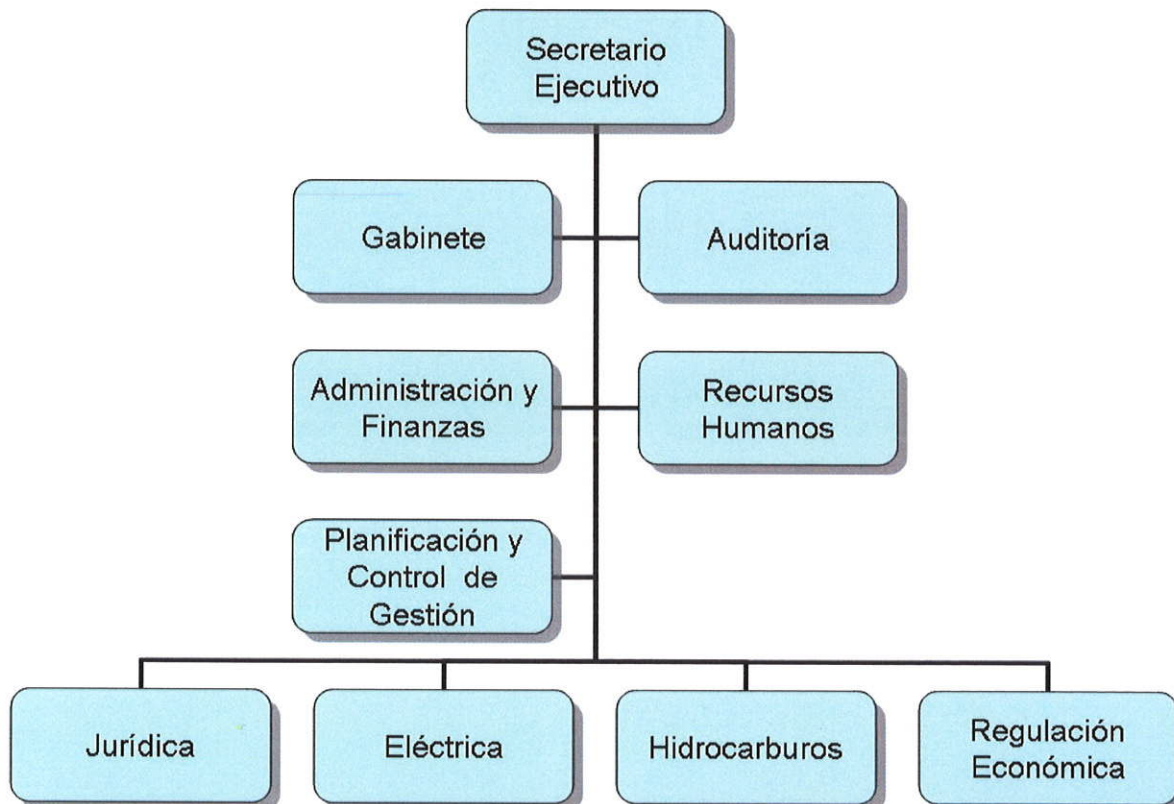 Secretario
Ejecutivo
Gabinete
Auditoría
Administración y
Finanzas
Recursos
Humanos
Planificación y
Control de
Gestión
Jurídica
Eléctrica
Hidrocarburos
Regulación
Económica